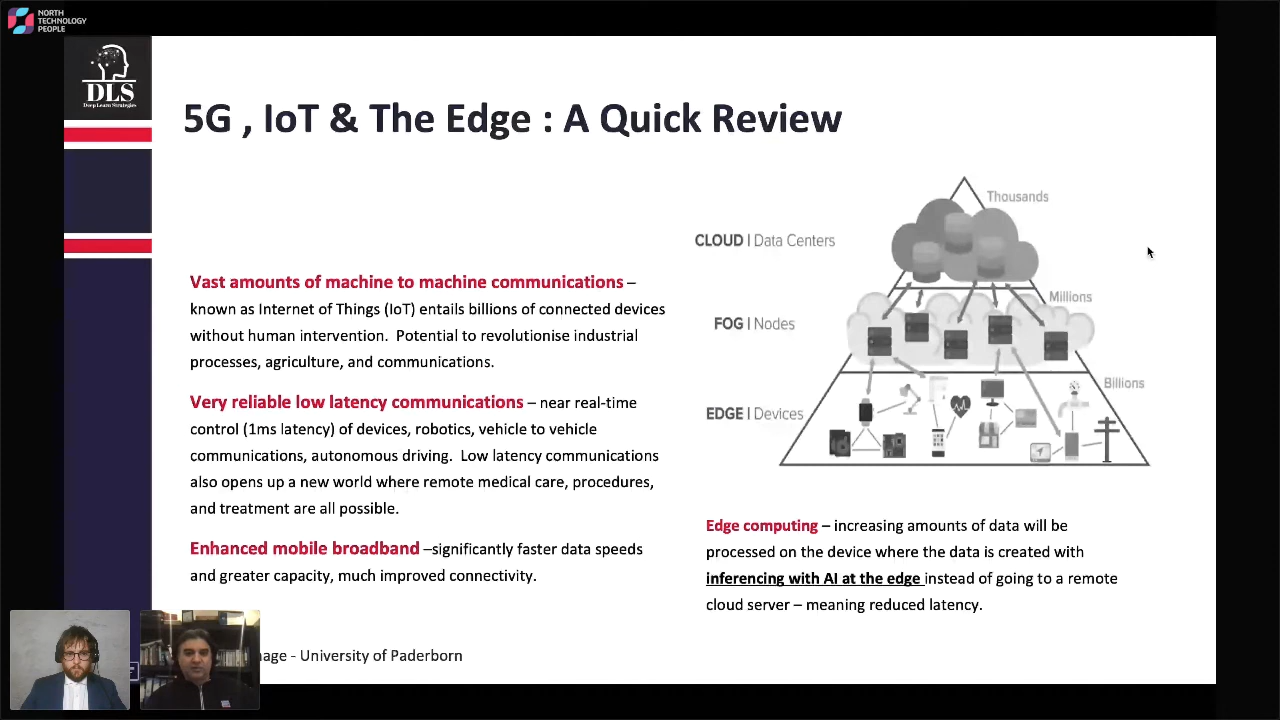 NORTH
TECHNOLOGY
PEOPLE
DLS
Deep Learn Strategies
5G , IoT & The Edge : A Quick Review
Vast amounts of machine to machine communications –
known as Internet of Things (IoT) entails billions of connected devices
without human intervention.  Potential to revolutionise industrial
processes, agriculture, and communications.
Very reliable low latency communications – near real-time
control (1ms latency) of devices, robotics, vehicle to vehicle
communications, autonomous driving.  Low latency communications
also opens up a new world where remote medical care, procedures,
and treatment are all possible.
Enhanced mobile broadband –significantly faster data speeds
and greater capacity, much improved connectivity.
Thousands
CLOUD | Data Centers
Millions
FOG | Nodes
Billions
EDGE | Devices
Edge computing – increasing amounts of data will be
processed on the device where the data is created with
inferencing with AI at the edge instead of going to a remote
cloud server – meaning reduced latency.
- University of Paderborn